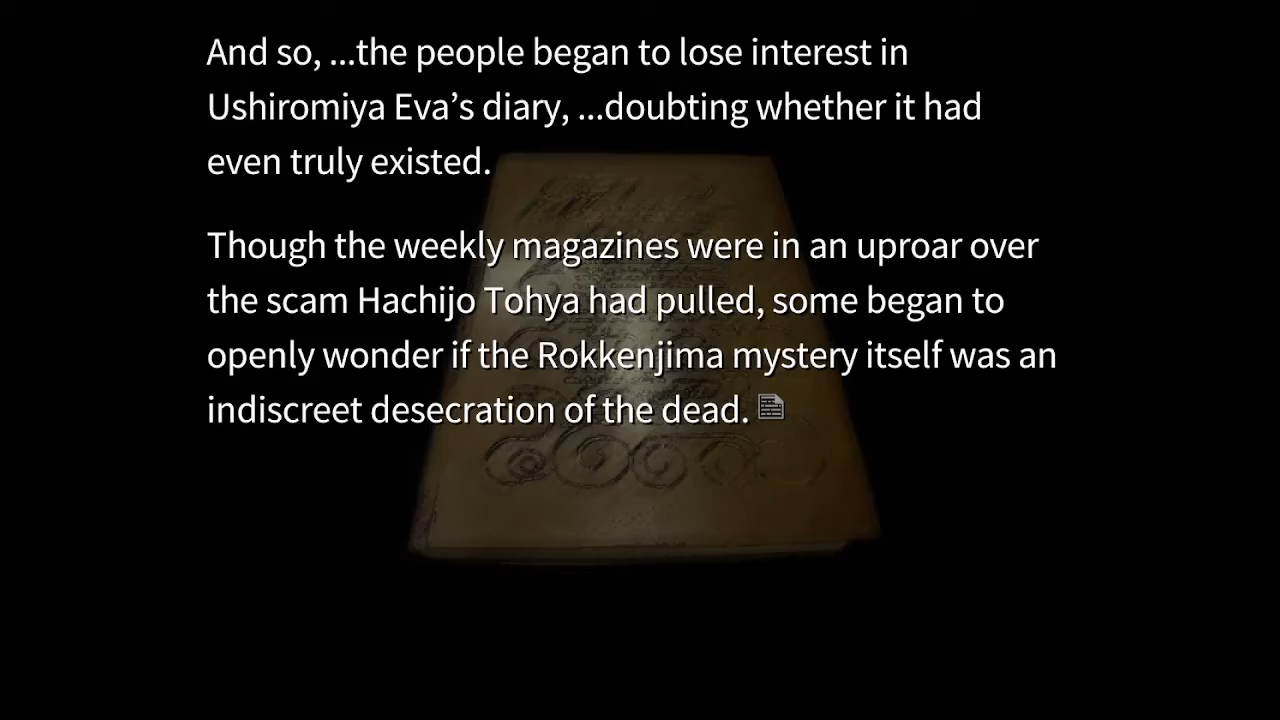 And so, ...the people began to lose interest in
Ushiromiya Eva’s diary, ...doubting whether it had
even truly existed.
Though the weekly magazines were in an uproar over
the scam Hachijo Tohya had pulled, some began to
openly wonder if the Rokkenjima mystery itself was an
indiscreet desecration of the dead.